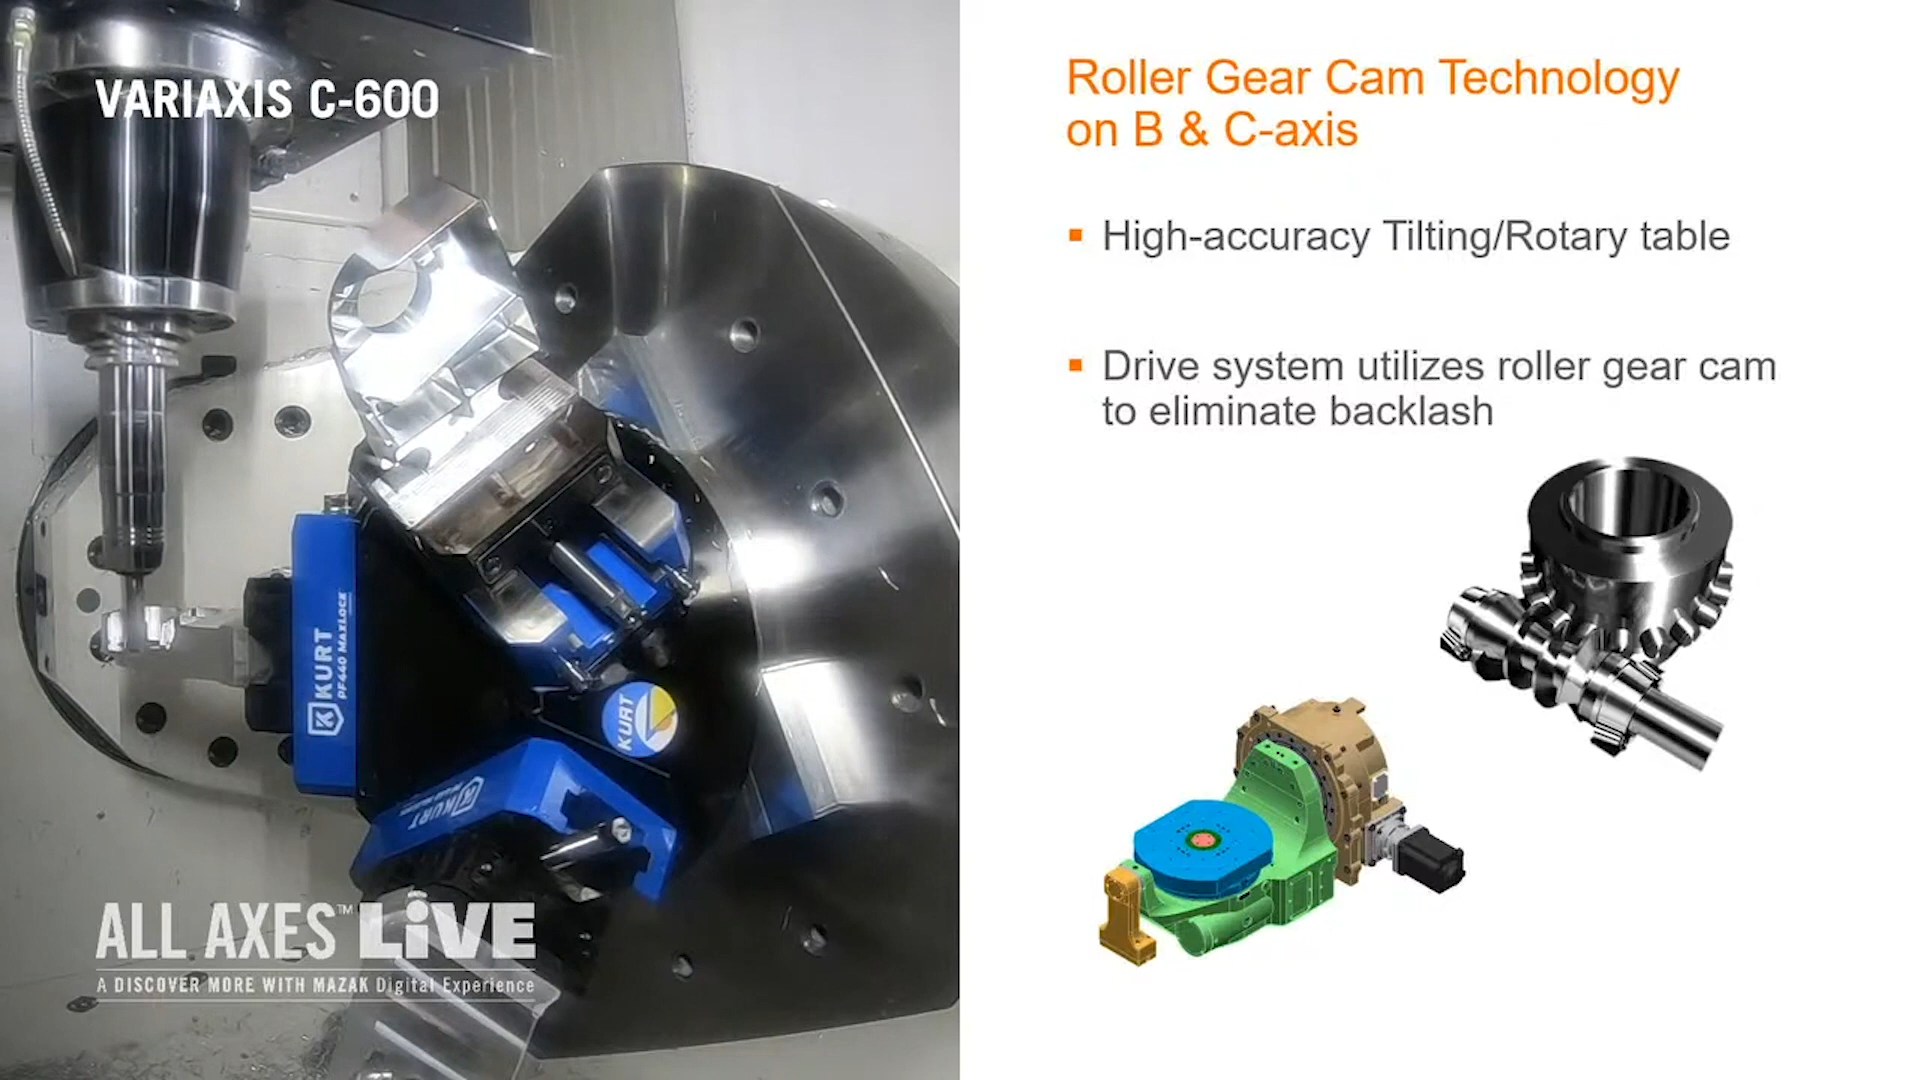 VARIAXIS C-600
KURT
PF440 MAXLOCK
KURT
KURT
ALL AXES™ LiVE
A DISCOVER MORE WITH MAZAK Digital Experience
Roller Gear Cam Technology
on B & C-axis
▪ High-accuracy Tilting/Rotary table
▪ Drive system utilizes roller gear cam
to eliminate backlash